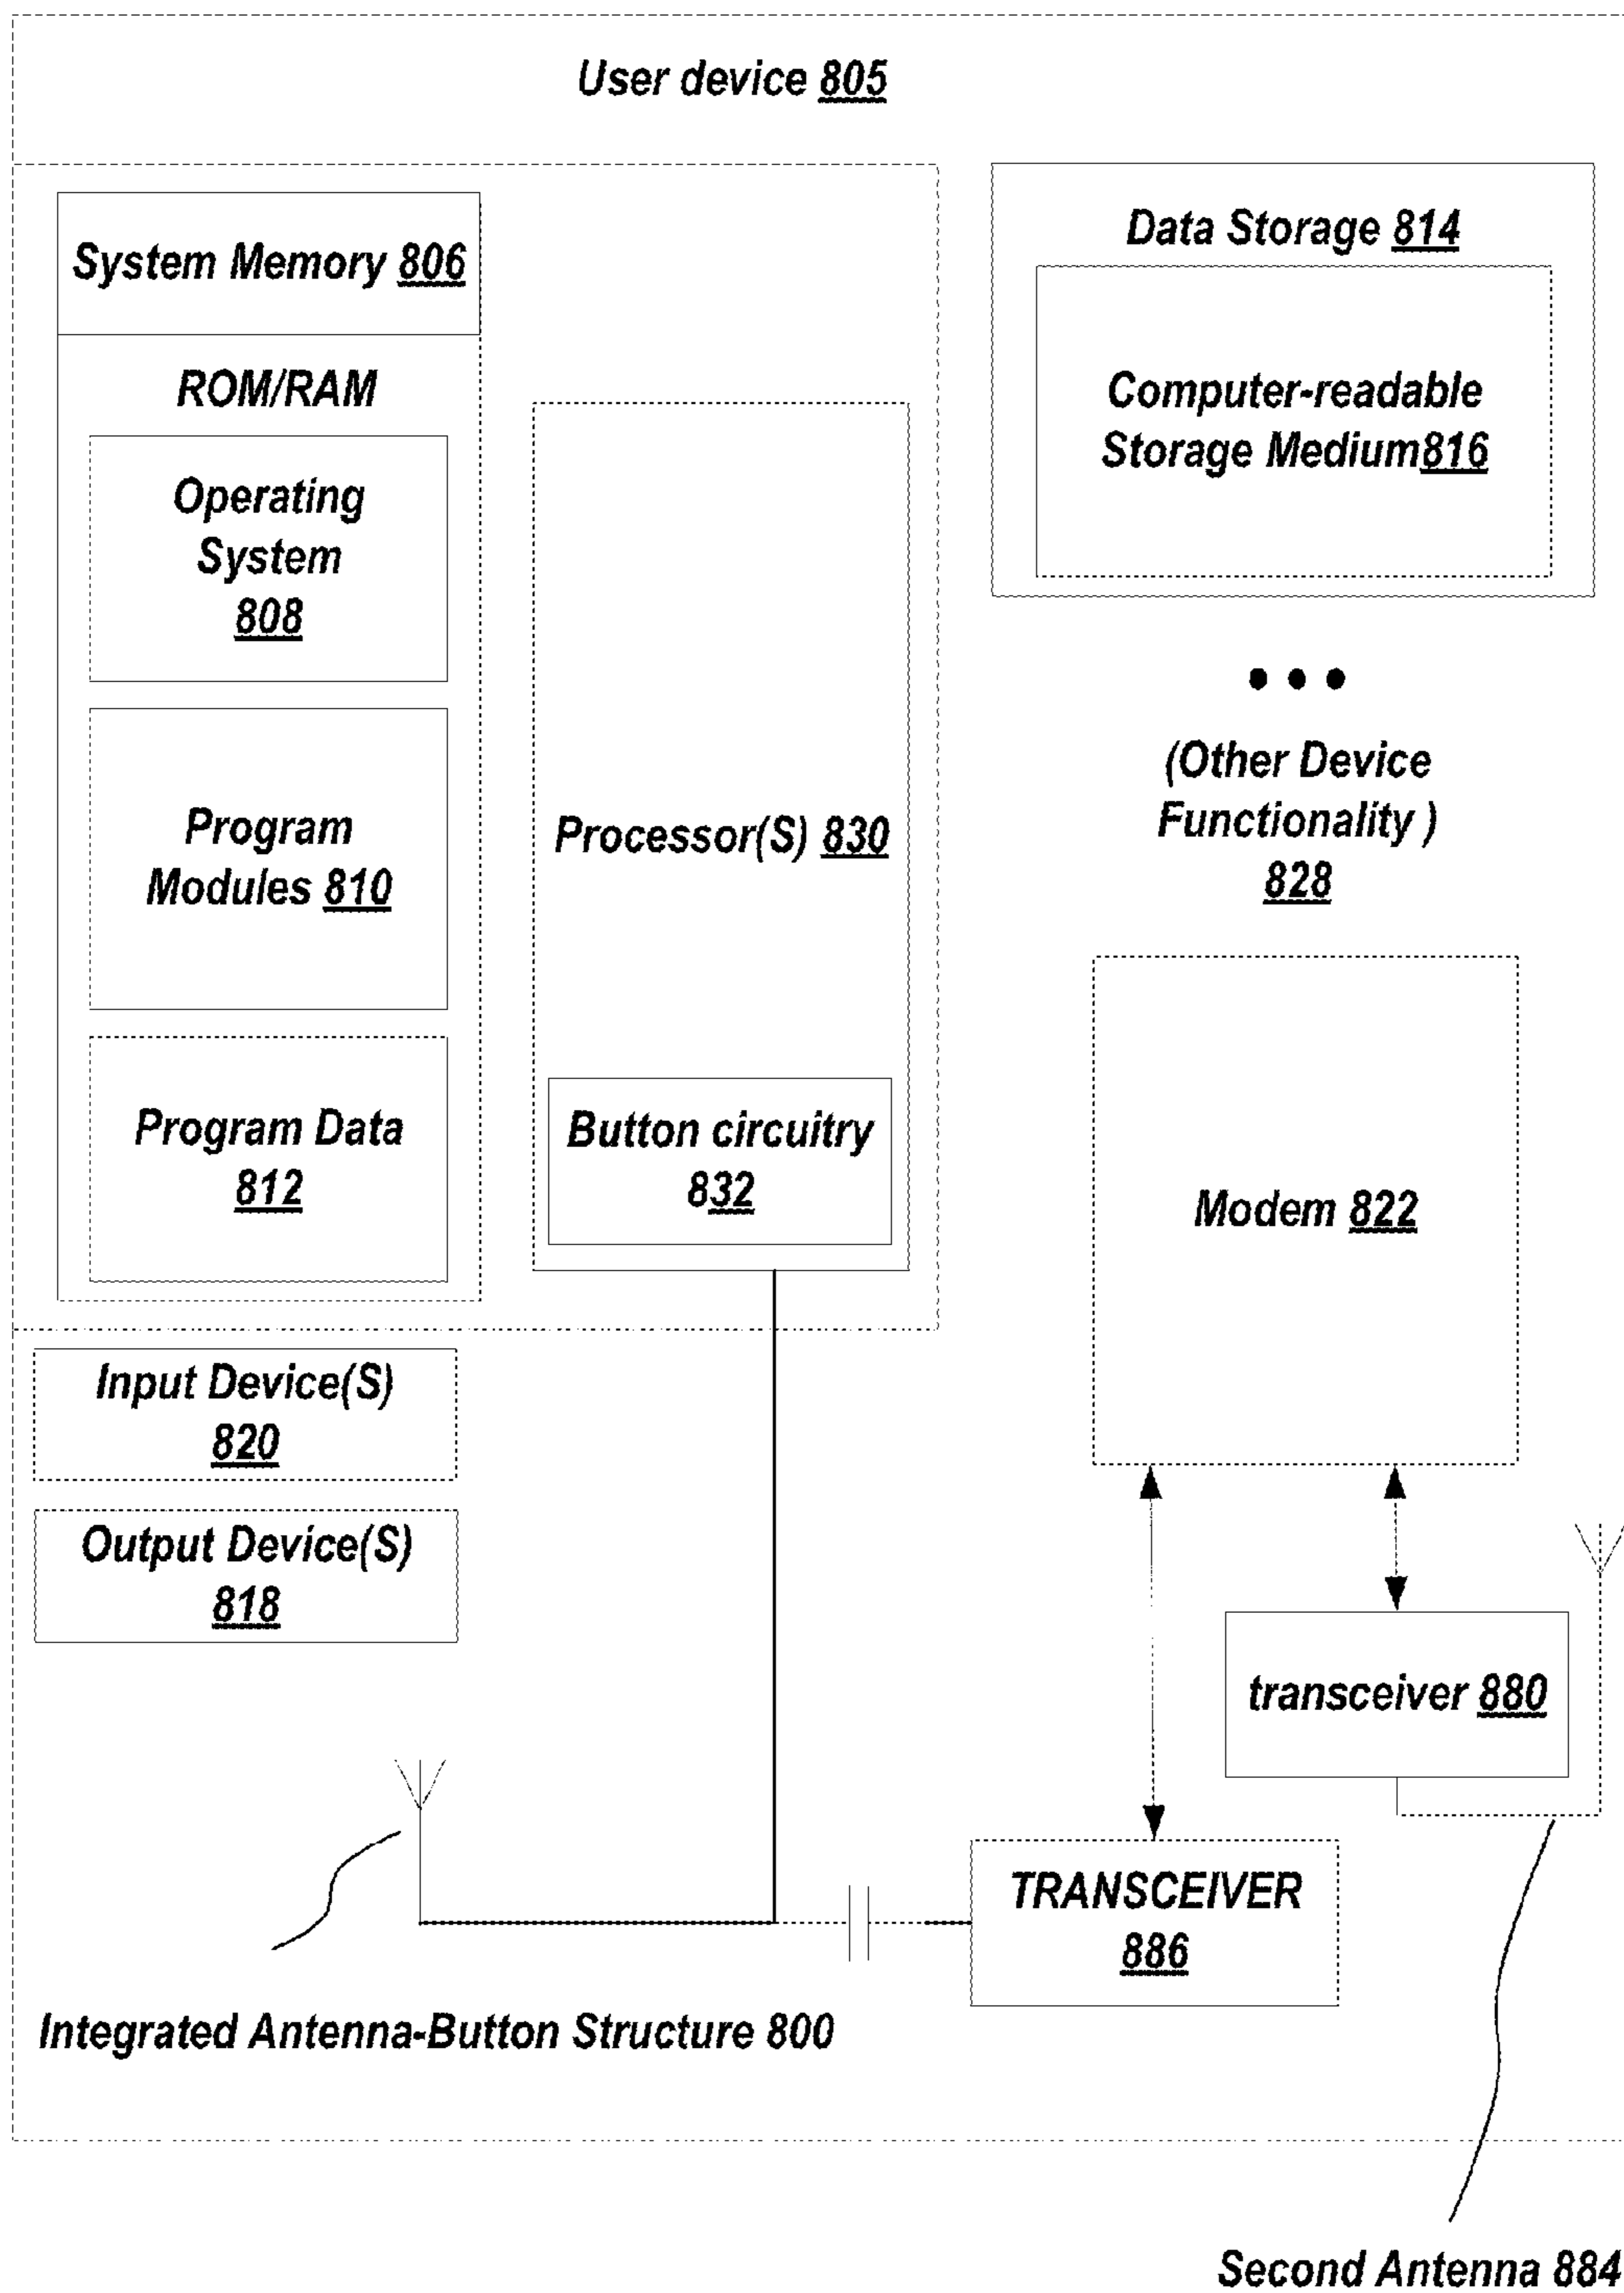 User device 805
System Memory 806
ROM/RAM
Operating
System
808
Program
Modules 810
Program Data
812
Processor(S) 830
Button circuitry
832
Data Storage 814
Computer-readable
Storage Medium816
(Other Device
Functionality )
828
Modem 822
Input Device(S)
820
Output Device(S)
818
transceiver 880
TRANSCEIVER
886
Integrated Antenna-Button Structure 800
Second Antenna 884